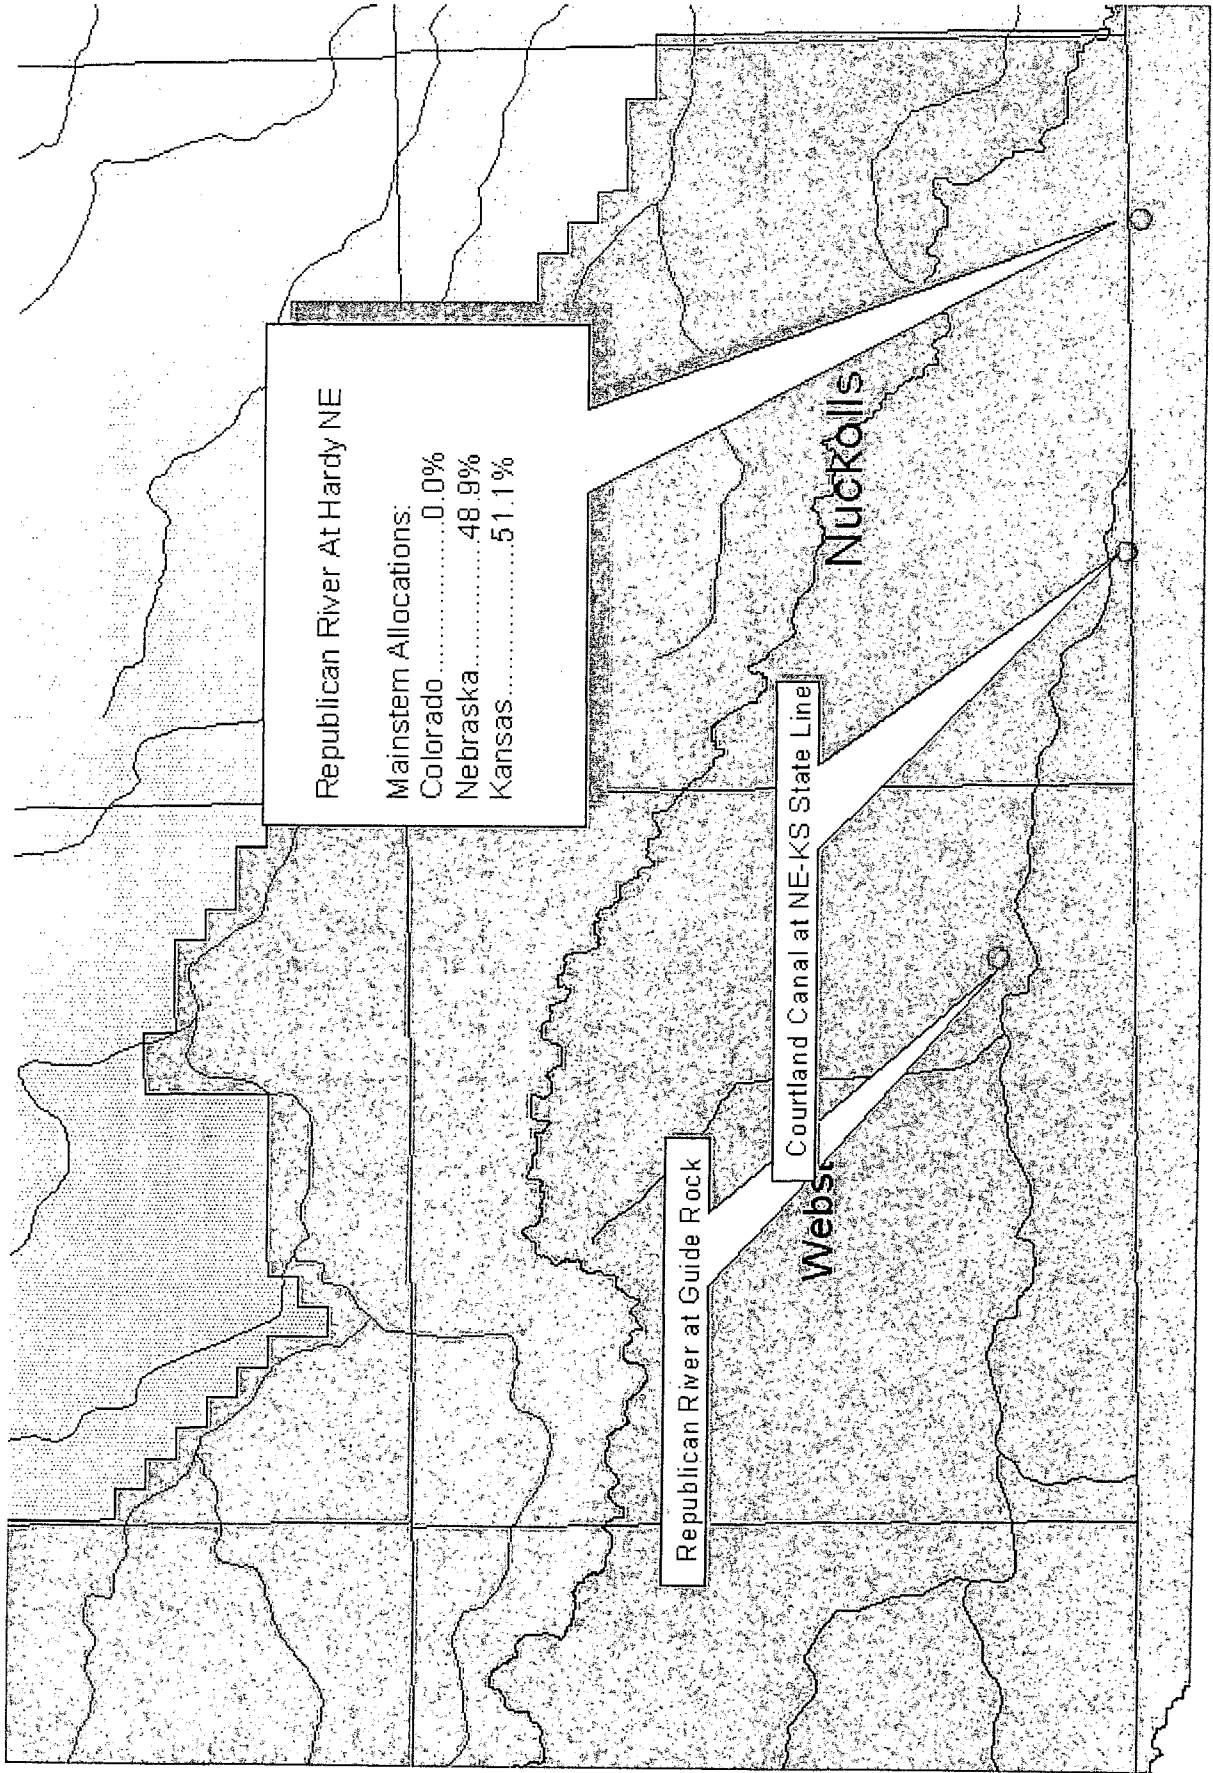 Republican River At Hardy NE
Mainstem Allocations:
Colorado................0.0%
Nebraska.............48.9%
Kansas.................51.1%
Nuckolls
Courtland Canal at NE-KS State Line
Republican River at Guide Rock
Webst